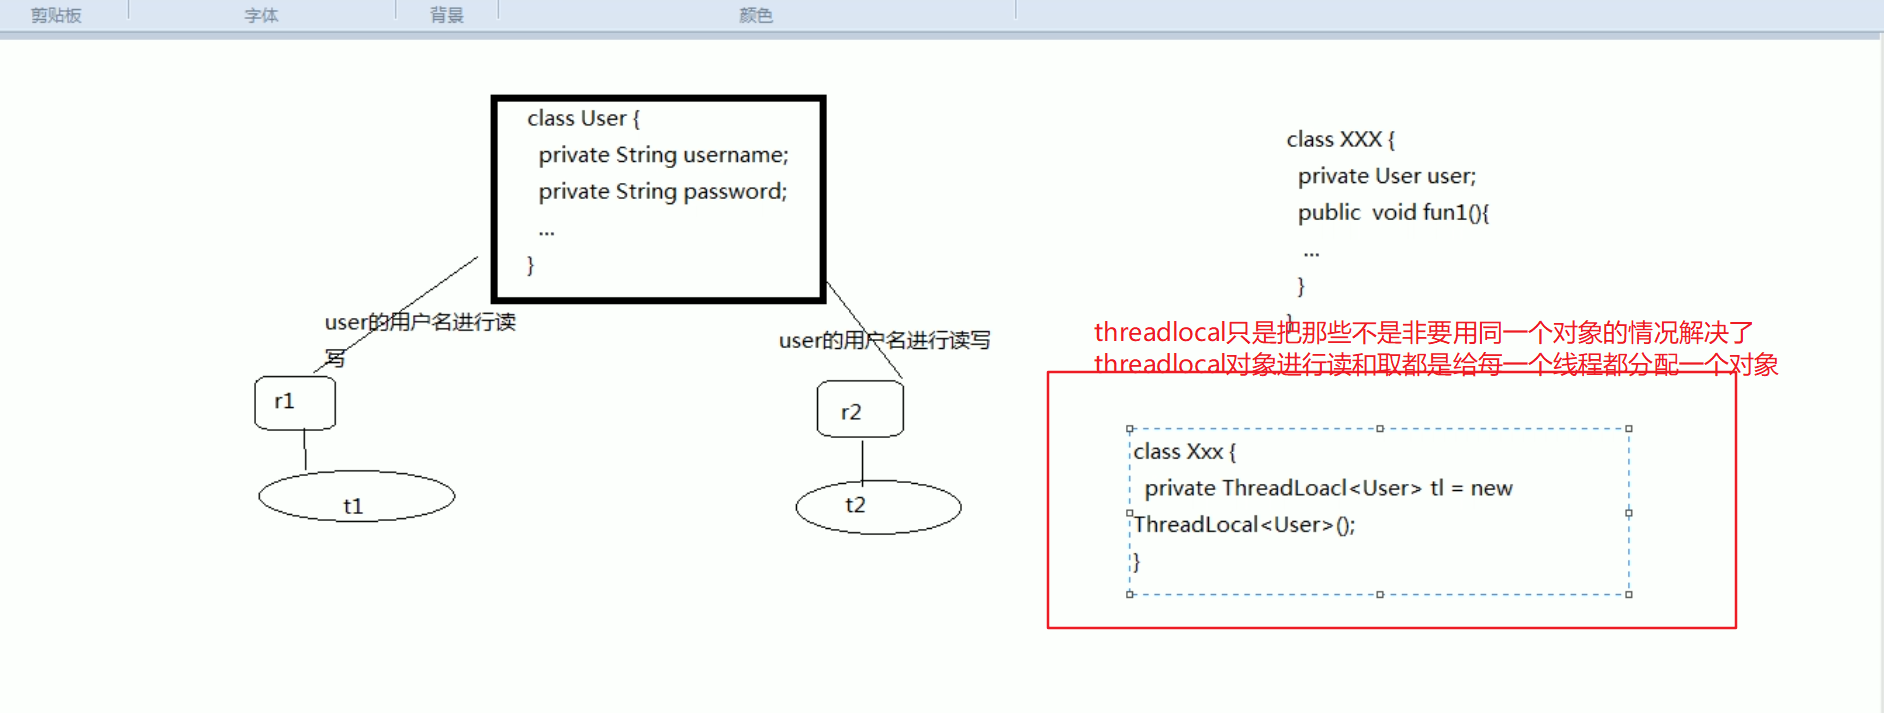 剪贴板
字体
背景
颜色
class User {
private String username;
private String password;
...
}
user的用户名进行读
写
user的用户名进行读写
r1
t1
r2
t2
class XXX {
private User user;
public void fun1(){
...
}
}
threadlocal只是把那些不是非要用同一个对象的情况解决了
threadlocal对象进行读和取都是给每一个线程都分配一个对象
class Xxx {
private ThreadLoacl<User> tl = new
ThreadLocal<User>();
}